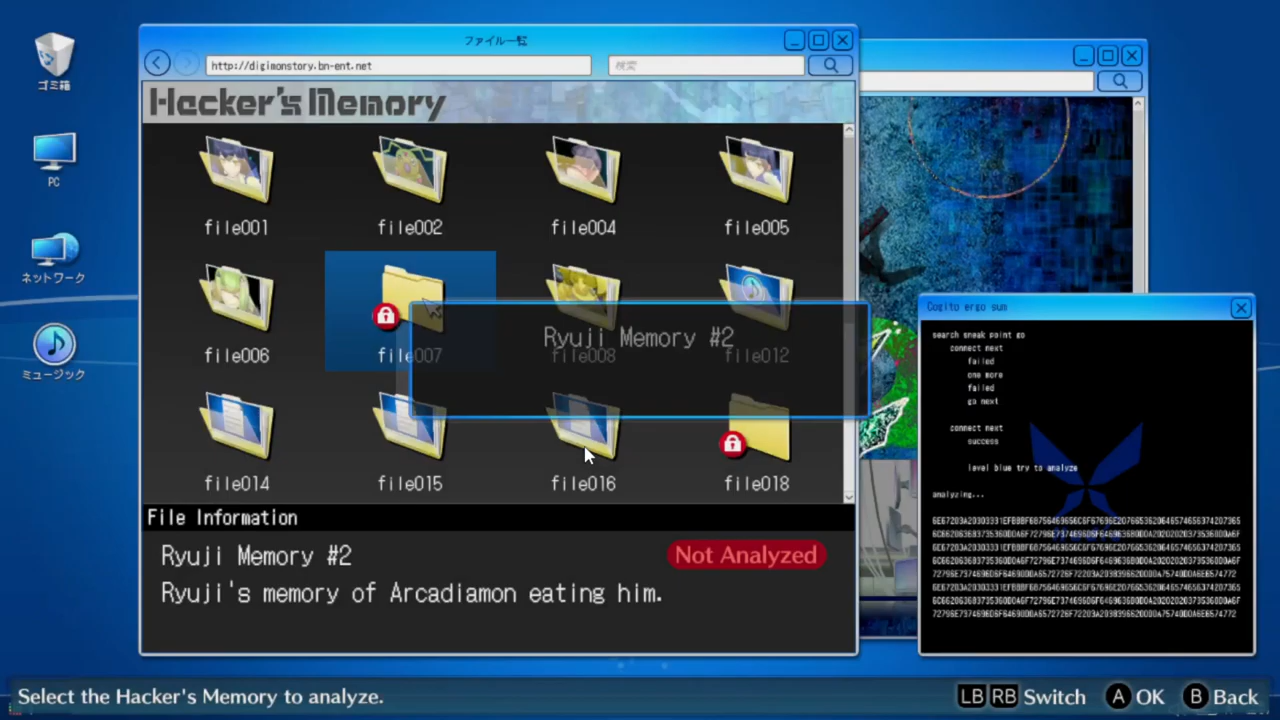 ファイル一覧
http://digimonstory.bn-ent.net
検索
Hacker's Memory
ゴミ箱
PC
ネットワーク
ミュージック
file001
file002
file004
file005
file006
file007
file008
file012
Ryuji Memory #2
file014
file015
file016
file018
File Information
Ryuji Memory #2
Not Analyzed
Ryuji's memory of Arcadiamon eating him.
Cogito ergo sum
search sneak point go
connect next
failed
one more
failed
go next
connect next
success
level blue try to analyze
analyzing...
Select the Hacker's Memory to analyze.
LB RB Switch A OK B Back